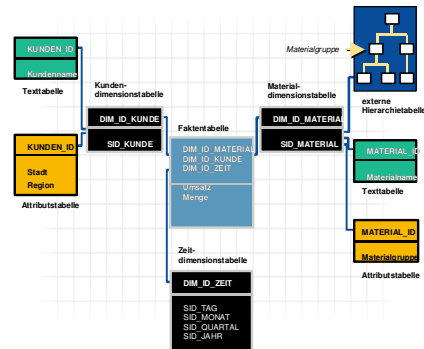 KUNDEN_ID
Kundenname
Texttabelle
KUNDEN_ID
Stadt
Region
Attributstabelle
Kunden-
dimensionstabelle
DIM_ID_KUNDE
SID_KUNDE
Faktentabelle
DIM_ID_MATERIAL
DIM_ID_KUNDE
DIM_ID_ZEIT
Umsatz
Menge
Zeit-
dimensionstabelle
DIM_ID_ZEIT
SID_TAG
SID_MONAT
SID_QUARTAL
SID_JAHR
Material-
dimensionstabelle
DIM_ID_MATERIAL
SID_MATERIAL
Materialgruppe
externe
Hierarchietabelle
MATERIAL_ID
Materialname
Texttabelle
MATERIAL_ID
Materialgruppe
Attributstabelle